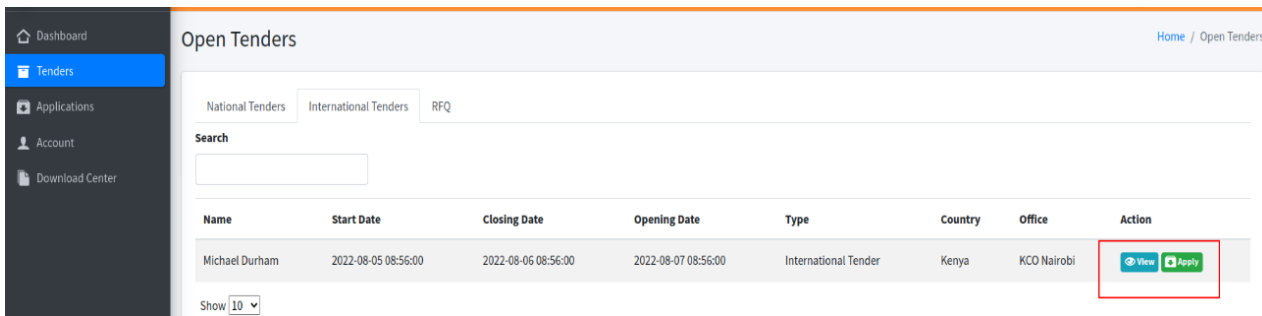 Dashboard
Tenders
Applications
Account
Download Center
Open Tenders
Home / Open Tenders
National Tenders International Tenders RFQ
Search
Name Start Date Closing Date Opening Date Type Country Office Action
Michael Durham 2022-08-05 08:56:00 2022-08-06 08:56:00 2022-08-07 08:56:00 International Tender Kenya KCO Nairobi View Apply
Show 10